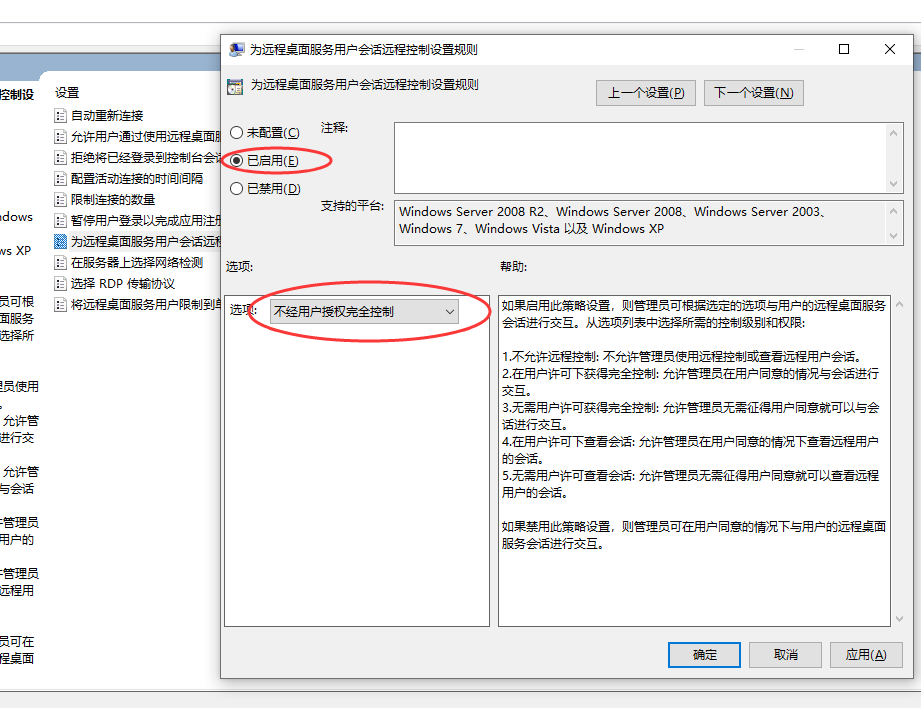 为远程桌面服务用户会话远程控制设置规则
为远程桌面服务用户会话远程控制设置规则
上一个设置(P)
下一个设置(N)
未配置(C)
注释:
已启用(E)
已禁用(D)
支持的平台:
Windows Server 2008 R2、Windows Server 2008、Windows Server 2003、
Windows 7、Windows Vista 以及 Windows XP
选项:
帮助:
选项:
不经用户授权完全控制
如果启用此策略设置，则管理员可根据选定的选项与用户的远程桌面服务
会话进行交互。从选项列表中选择所需的控制级别和权限:
1.不允许远程控制: 不允许管理员使用远程控制或查看远程用户会话。
2.在用户许可下获得完全控制: 允许管理员在用户同意的情况与会话进行
交互。
3.无需用户许可获得完全控制: 允许管理员无需征得用户同意就可以与会
话进行交互。
4.在用户许可下查看会话: 允许管理员在用户同意的情况下查看远程用户
的会话。
5.无需用户许可查看会话: 允许管理员无需征得用户同意就可以查看远程
用户的会话。
如果禁用此策略设置，则管理员可在用户同意的情况下与用户的远程桌面
服务会话进行交互。
确定
取消
应用(A)
设置
自动重新连接
允许用户通过使用远程桌面服
拒绝将已经登录到控制台会话
配置活动连接的时间间隔
限制连接的数量
暂停用户登录以完成应用注册
为远程桌面服务用户会话远程
在服务器上选择网络检测
选择 RDP 传输协议
将远程桌面服务用户限制到单
控制设
ndows
ws XP
员可根
面服务
选择所
员使用
。
允许管
进行交
允许管
与会话
许管理员
用户的
许管理员
远程用
员可在
程桌面